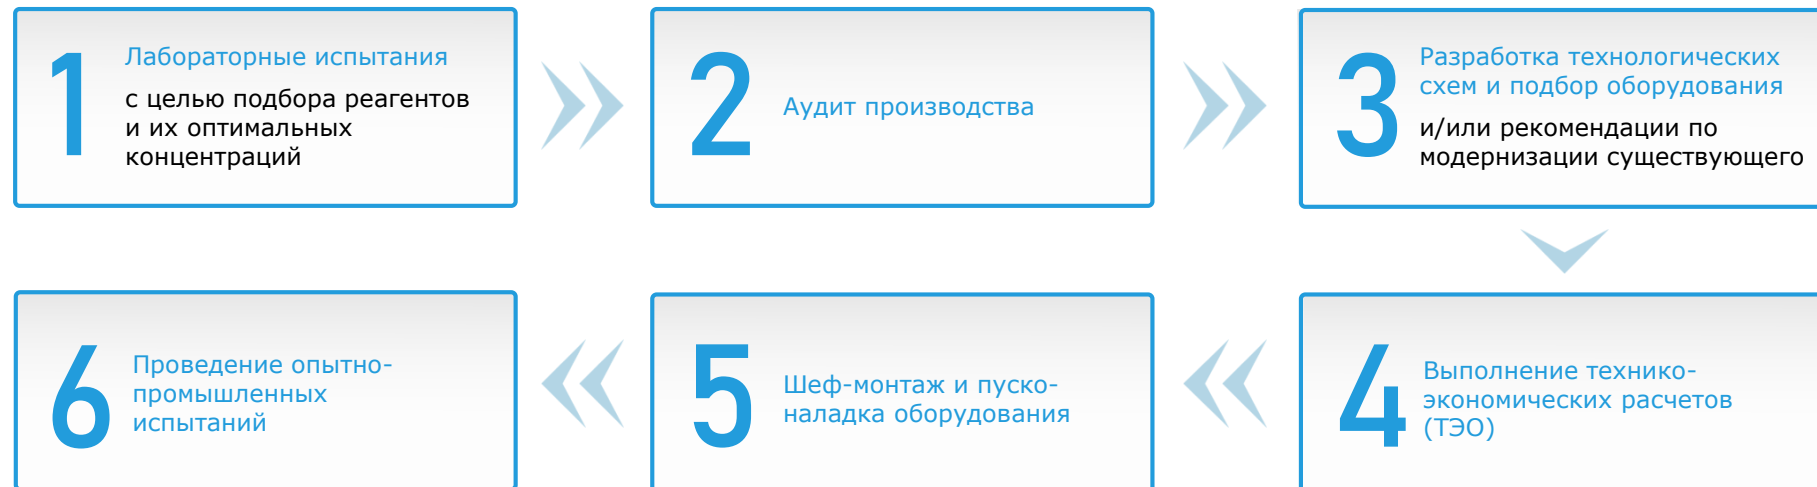 1
Лабораторные испытания
с целью подбора реагентов
и их оптимальных
концентраций
2
Аудит производства
3
Разработка технологических
схем и подбор оборудования
и/или рекомендации по
модернизации существующего
4
Выполнение технико-
экономических расчетов
(ТЭО)
5
Шеф-монтаж и пуско-
наладка оборудования
6
Проведение опытно-
промышленных
испытаний